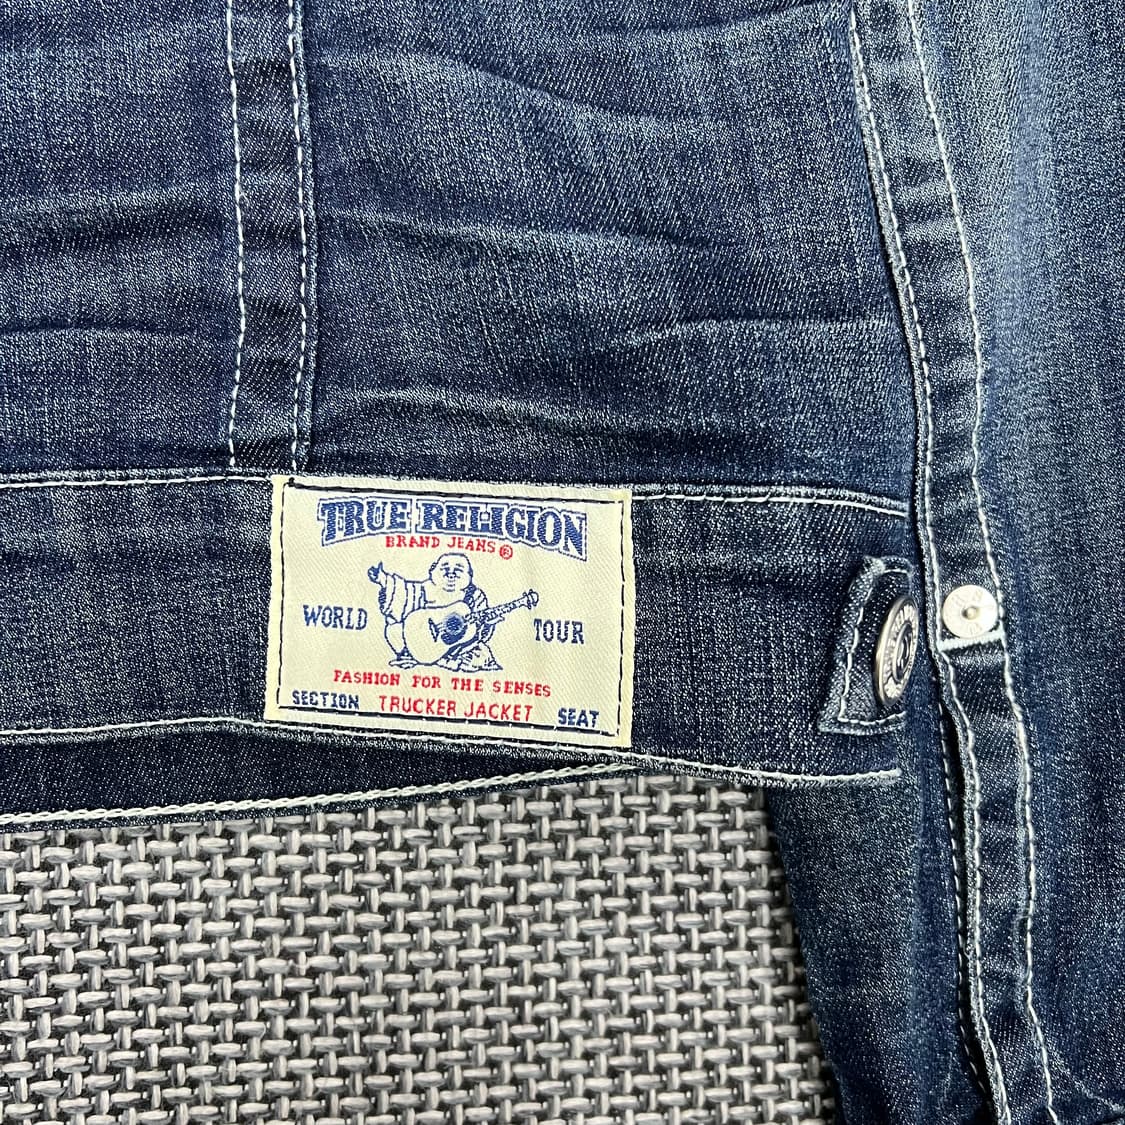 TRUE RELIGION
BRAND JEANS®
WORLD TOUR
FASHION FOR THE SENSES
SECTION TRUCKER JACKET SEAT